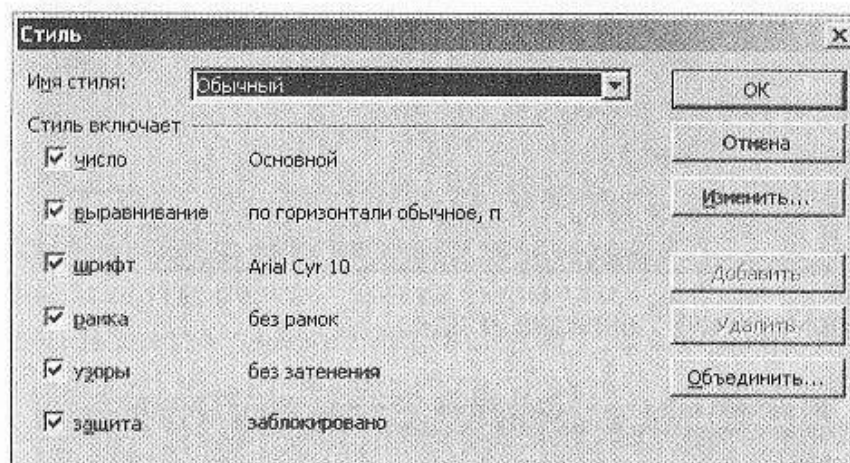 Стиль
Имя стиля: Обычный
OK
Стиль включает
Отмена
число Основной
Изменить...
выравнивание по горизонтали обычное, п
шрифт Arial Cyr 10
Добавить
рамка без рамок
Удалить
узоры без затенения
Объединить...
защита заблокировано